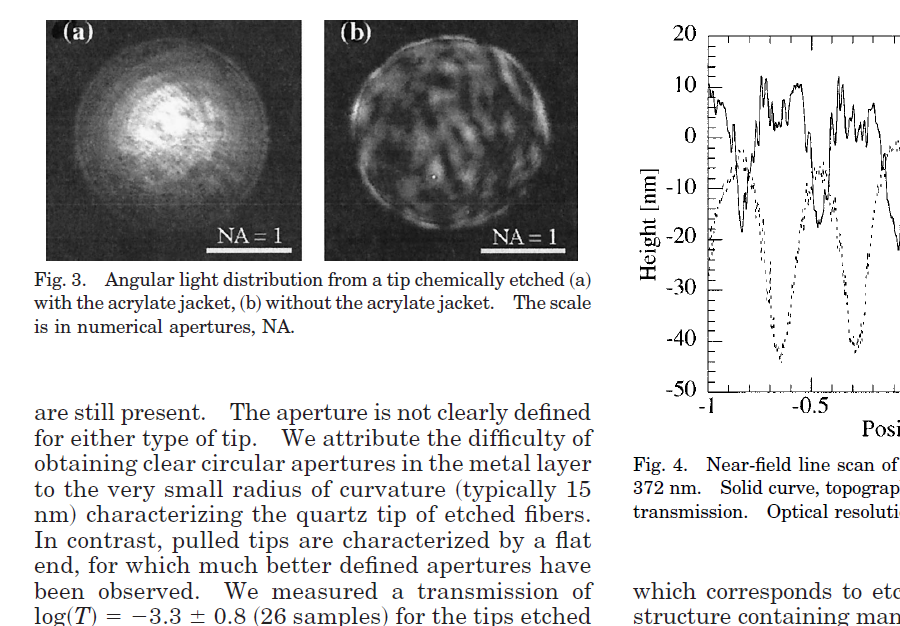 (a)
NA = 1
(b)
NA = 1
Fig. 3. Angular light distribution from a tip chemically etched (a)
with the acrylate jacket, (b) without the acrylate jacket. The scale
is in numerical apertures, NA.
are still present. The aperture is not clearly defined
for either type of tip. We attribute the difficulty of
obtaining clear circular apertures in the metal layer
to the very small radius of curvature (typically 15
nm) characterizing the quartz tip of etched fibers.
In contrast, pulled tips are characterized by a flat
end, for which much better defined apertures have
been observed. We measured a transmission of
log(T) = −3.3 ± 0.8 (26 samples) for the tips etched
20
10
0
-10
-20
-30
-40
-50
Height [nm]
-1
-0.5
Posi
Fig. 4. Near-field line scan of
372 nm. Solid curve, topograp
transmission. Optical resoluti
which corresponds to etc
structure containing man